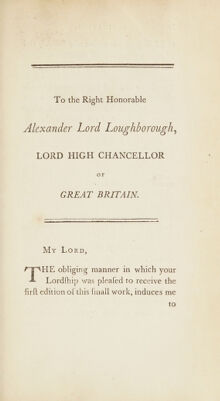 To the Right Honorable
Alexander Lord Loughborough,
LORD HIGH CHANCELLOR
OF
GREAT BRITAIN.
MY LORD,
THE obliging manner in which your
Lordſhip was pleaſed to receive the
firſt edition of this ſmall work, induces me
to